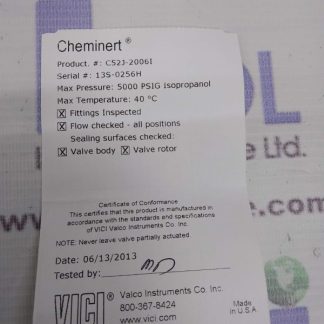 Cheminert ®
Product. #: C52J-2006I
Serial #: 13S-0256H
Max Pressure: 5000 PSIG isopropanol
Max Temperature: 40 °C
Fittings Inspected
Flow checked - all positions
Sealing surfaces checked:
Valve body Valve rotor
Certificate of Conformance
This certifies that this product is manufactured in
accordance with the standards and specifications
of VICI Valco Instruments Co. Inc.
NOTE: Never leave valve partially actuated.
Date: 06/13/2013
Tested by:
VICI ® Valco Instruments Co. Inc.
800-367-8424
www.vici.com
Made in U.S.A
Ltd.